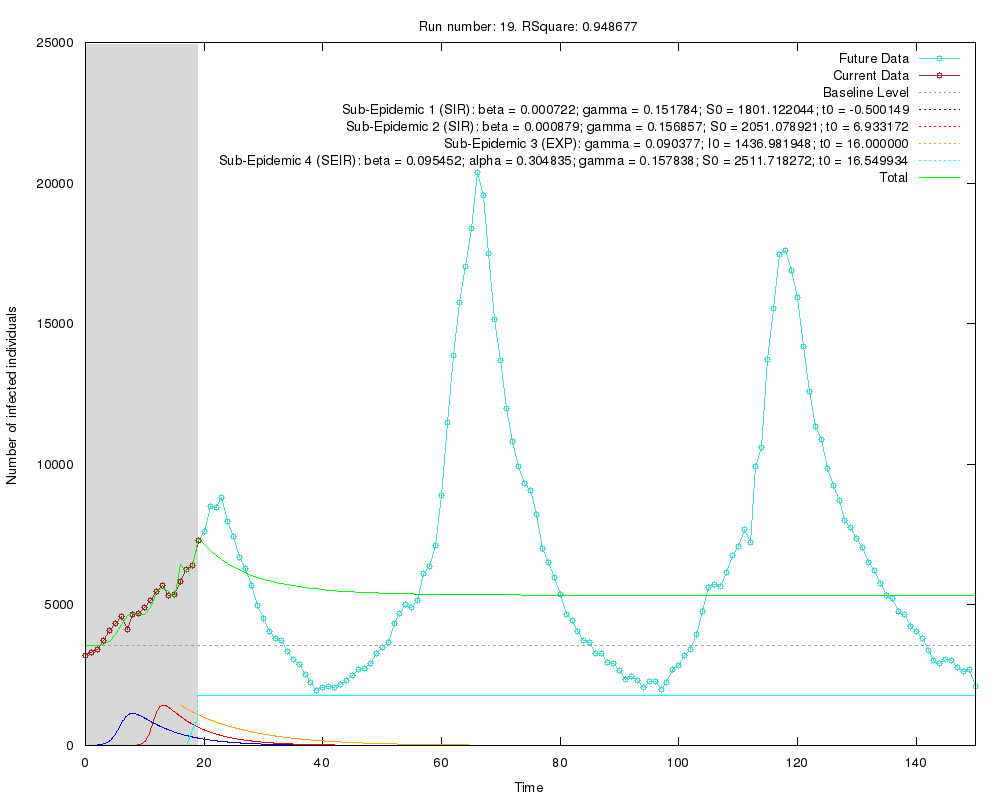 Run number: 19. RSquare: 0.948677
25000
20000
15000
10000
5000
0
Number of infected individuals
Future Data
Current Data
Baseline Level
Sub-Epidemic 1 (SIR): beta = 0.000722; gamma = 0.151784; S0 = 1801.122044; t0 = -0.500149
Sub-Epidemic 2 (SIR): beta = 0.000879; gamma = 0.156857; S0 = 2051.078921; t0 = 6.933172
Sub-Epidemic 3 (EXP): gamma = 0.090377; I0 = 1436.981948; t0 = 16.000000
Sub-Epidemic 4 (SEIR): beta = 0.095452; alpha = 0.304835; gamma = 0.157838; S0 = 2511.718272; t0 = 16.549934
Total
0 20 40 60 80 100 120 140
Time